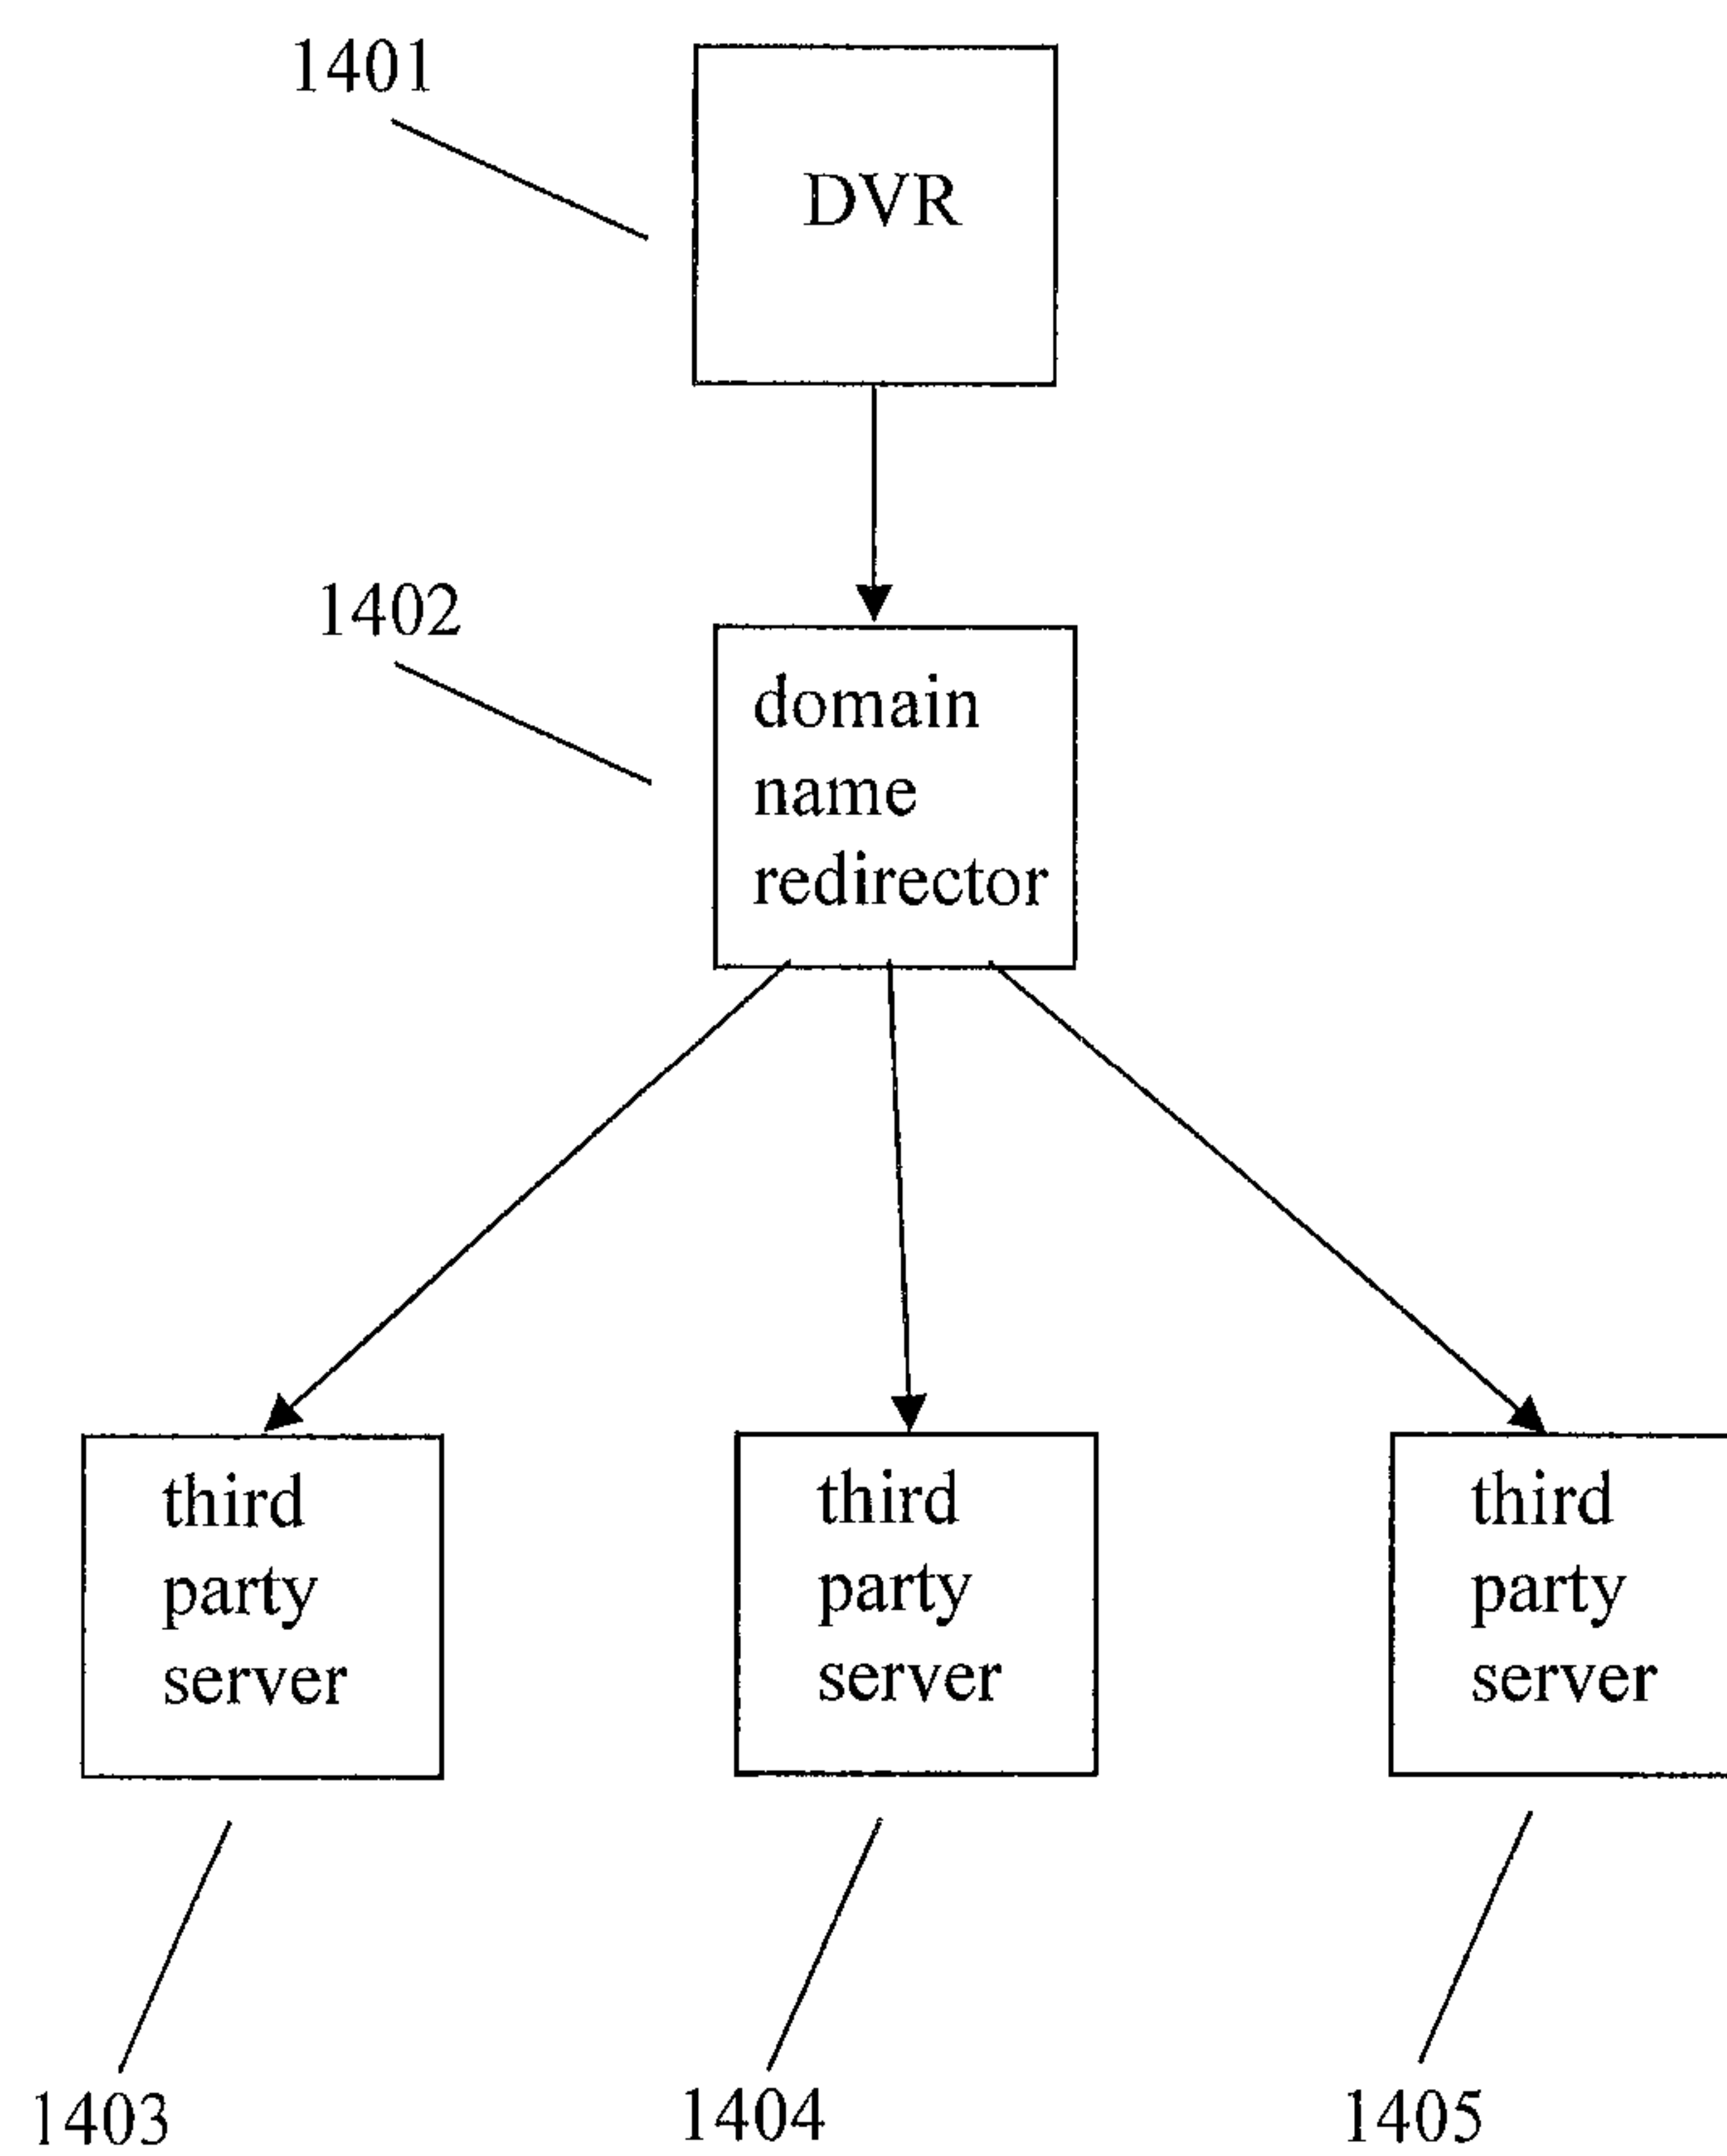 1401
DVR
1402
domain
name
redirector
third
party
server
third
party
server
third
party
server
1403
1404
1405